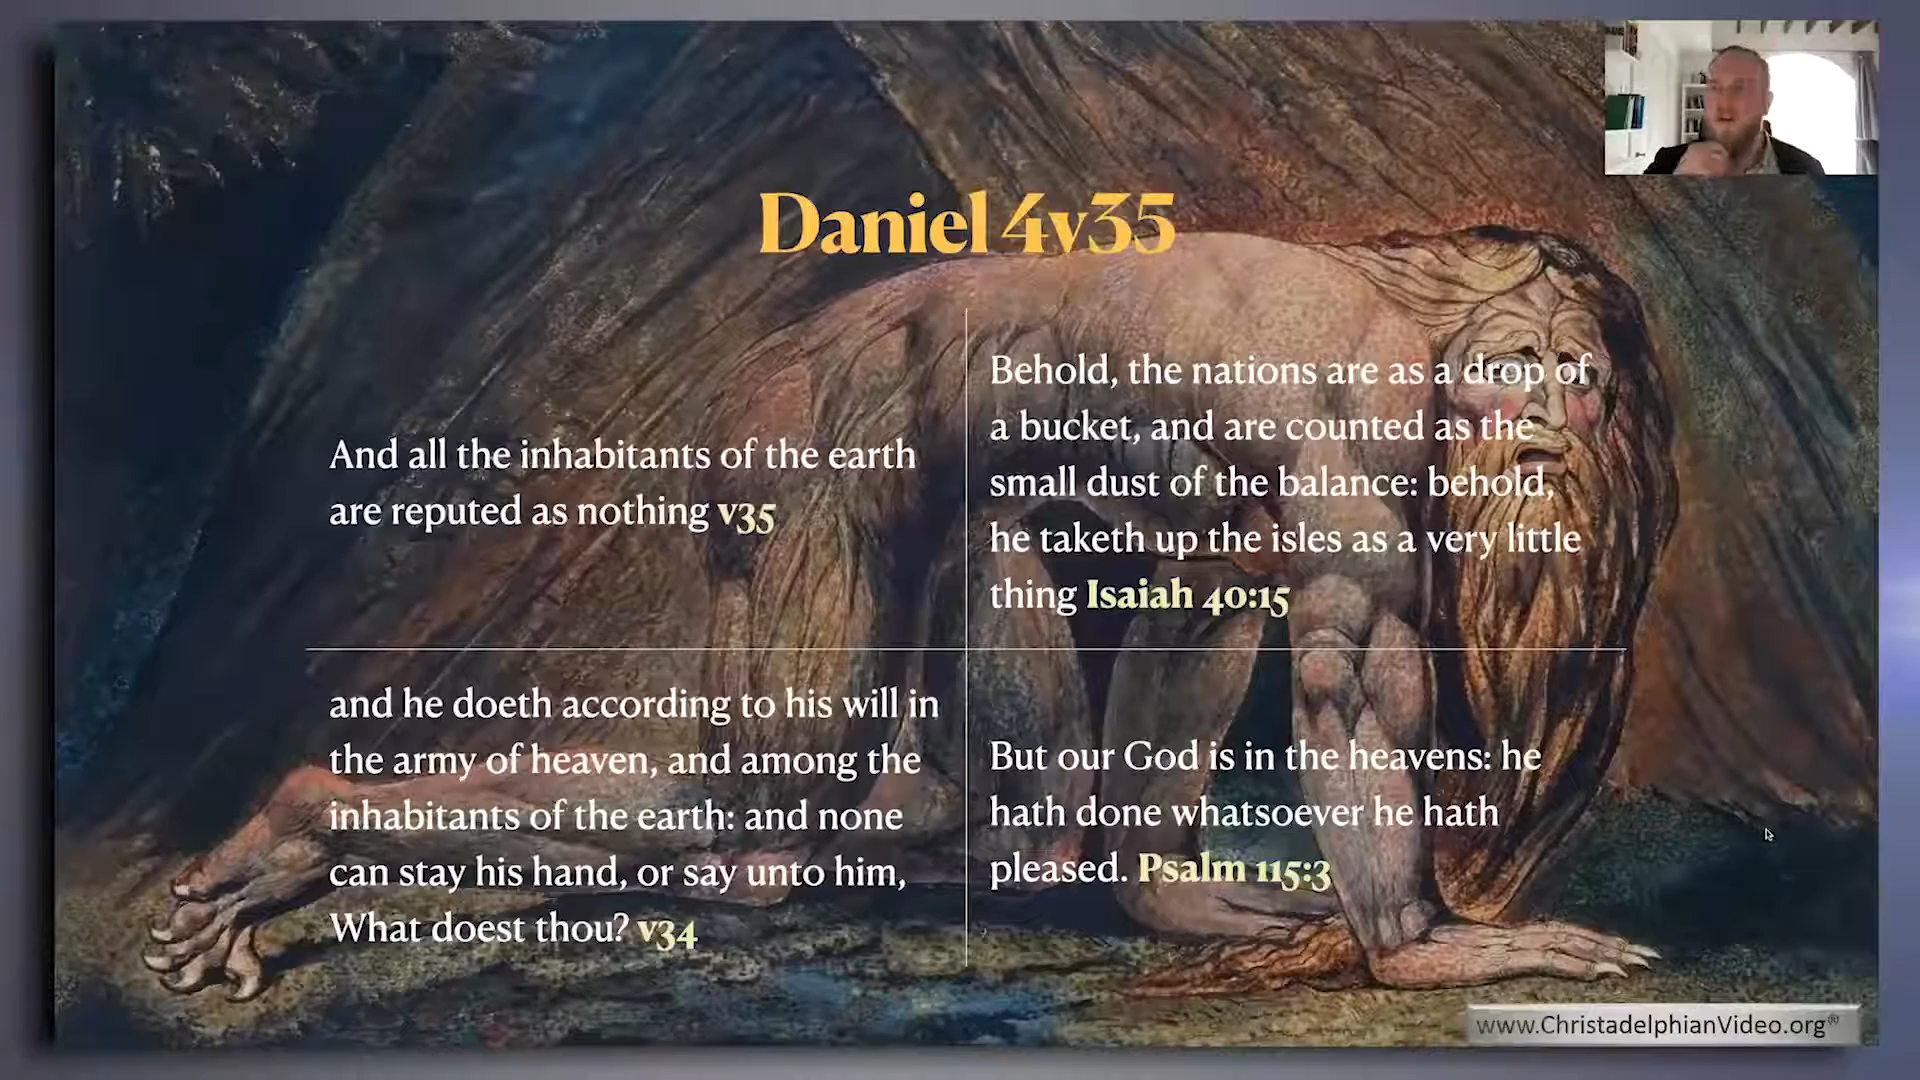 Daniel 4v35
And all the inhabitants of the earth
are reputed as nothing v35
Behold, the nations are as a drop of
a bucket, and are counted as the
small dust of the balance: behold,
he taketh up the isles as a very little
thing Isaiah 40:15
and he doeth according to his will in
the army of heaven, and among the
inhabitants of the earth: and none
can stay his hand, or say unto him,
What doest thou? v34
But our God is in the heavens: he
hath done whatsoever he hath
pleased. Psalm 115:3
www.ChristadelphianVideo.org®